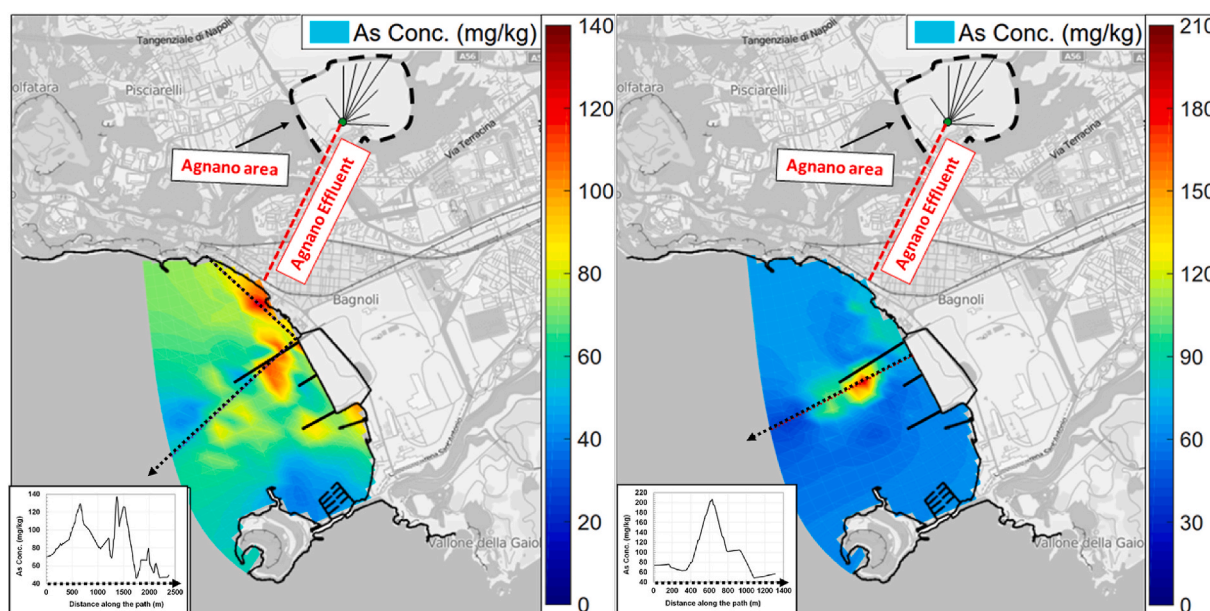 As Conc. (mg/kg)
Tangenziale di Napoli
olfatara
Pisciarelli
A56
Via Terracina
Agnano area
Agnano Effluent
Bagnoli
Vallone della Gaiol
140
120
100
80
60
40
20
0
As Conc. (mg/kg)
140
120
100
80
60
40
0
500
1000
1500
2000
2500
Distance along the path (m)
As Conc. (mg/kg)
Tangenziale di Napoli
olfatara
Pisciarelli
A56
Via Terracina
Agnano area
Agnano Effluent
Bagnoli
Vallone della Gaiol
210
180
150
120
90
60
30
0
As Conc. (mg/kg)
220
200
180
160
140
120
100
80
60
40
0
200
400
600
800
1000
1200
1400
Distance along the path (m)